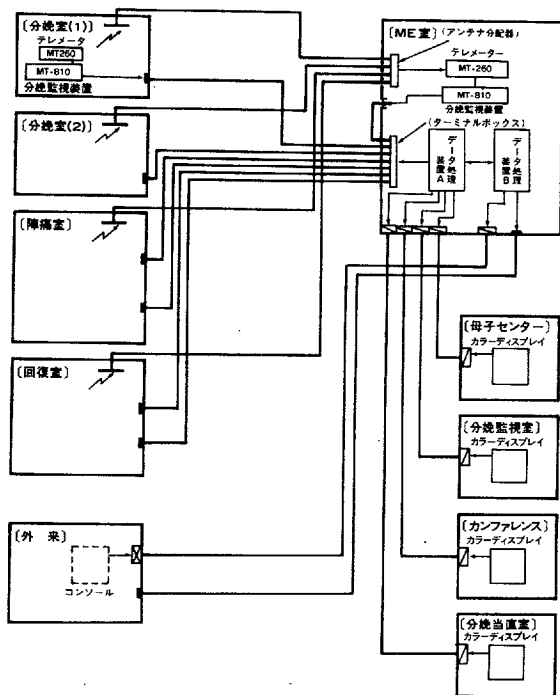 〔分娩室(1)〕
テレメータ
MT260
MT-810
分娩監視装置
〔分娩室(2)〕
〔陣痛室〕
〔回復室〕
〔外 来〕
コンソール
〔ME室〕
(アンテナ分配器)
テレメーター
MT-260
MT-810
分娩監視装置
(ターミナルボックス)
データ処理
装置A
データ処理
装置B
〔母子センター〕
カラーディスプレイ
〔分娩監視室〕
カラーディスプレイ
〔カンファレンス〕
カラーディスプレイ
〔分娩当直室〕
カラーディスプレイ